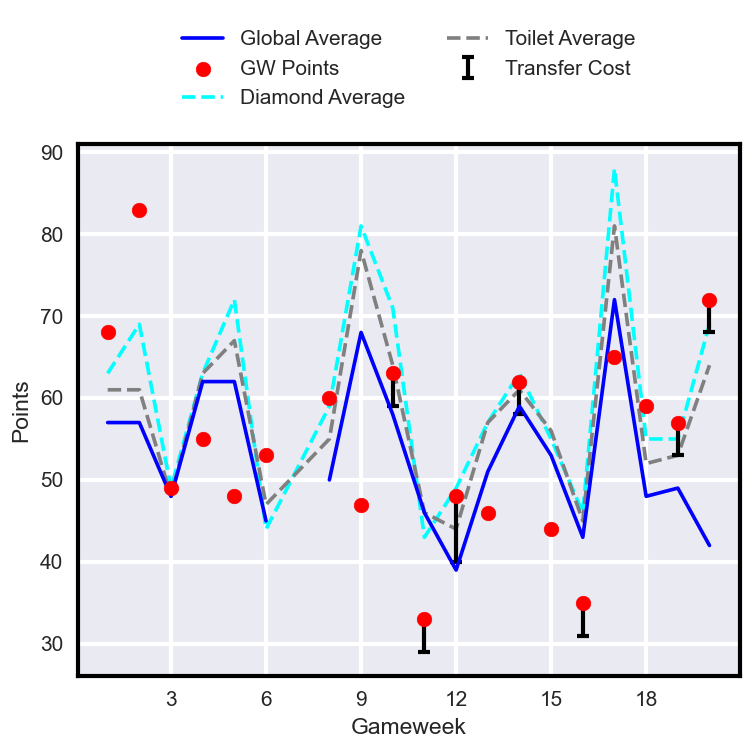 Global Average
GW Points
Diamond Average
Toilet Average
Transfer Cost
90
80
70
60
50
40
30
Points
3 6 9 12 15 18
Gameweek